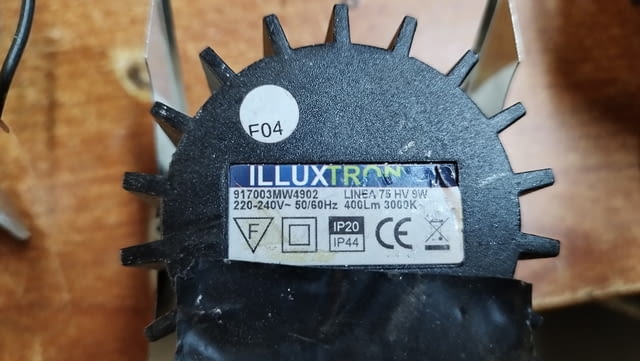 F04
ILLUXTRON
917003MW4902 LINEA 75 HV 9W
220-240V~ 50/60Hz 400Lm 3000K
F
IP20
IP44
CE